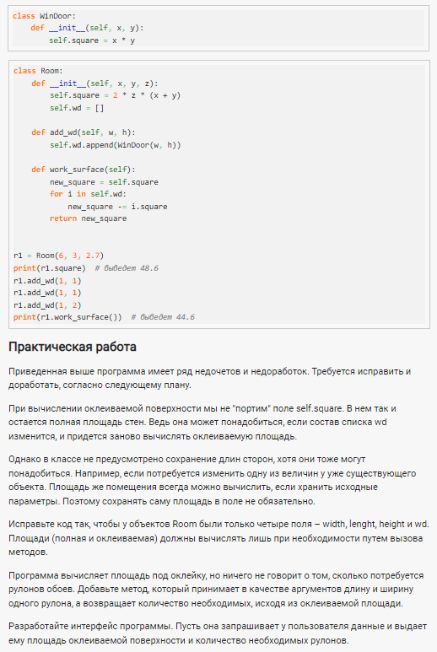 class WinDoor:
def __init__(self, x, y):
self.square = x * y
class Room:
def __init__(self, x, y, z):
self.square = 2 * z * (x + y)
self.wd = []
def add_wd(self, w, h):
self.wd.append(WinDoor(w, h))
def work_surface(self):
new_square = self.square
for i in self.wd:
new_square -= i.square
return new_square
r1 = Room(6, 3, 2.7)
print(r1.square) # выведет 48.6
r1.add_wd(1, 1)
r1.add_wd(1, 1)
r1.add_wd(1, 2)
print(r1.work_surface()) # выведет 44.6
Практическая работа
Приведенная выше программа имеет ряд недочетов и недоработок. Требуется исправить и
доработать, согласно следующему плану.
При вычислении оклеиваемой поверхности мы не "портим" поле self.square. В нем так и
остается полная площадь стен. Ведь она может понадобиться, если состав списка wd
изменится, и придется заново вычислять оклеиваемую площадь.
Однако в классе не предусмотрено сохранение длин сторон, хотя они тоже могут
понадобиться. Например, если потребуется изменить одну из величин у уже существующего
объекта. Площадь же помещения всегда можно вычислить, если хранить исходные
параметры. Поэтому сохранять саму площадь в поле не обязательно.
Исправьте код так, чтобы у объектов Room были только четыре поля – width, lenght, height и wd.
Площади (полная и оклеиваемая) должны вычислять лишь при необходимости путем вызова
методов.
Программа вычисляет площадь под оклейку, но ничего не говорит о том, сколько потребуется
рулонов обоев. Добавьте метод, который принимает в качестве аргументов длину и ширину
одного рулона, а возвращает количество необходимых, исходя из оклеиваемой площади.
Разработайте интерфейс программы. Пусть она запрашивает у пользователя данные и выдает
ему площадь оклеиваемой поверхности и количество необходимых рулонов.